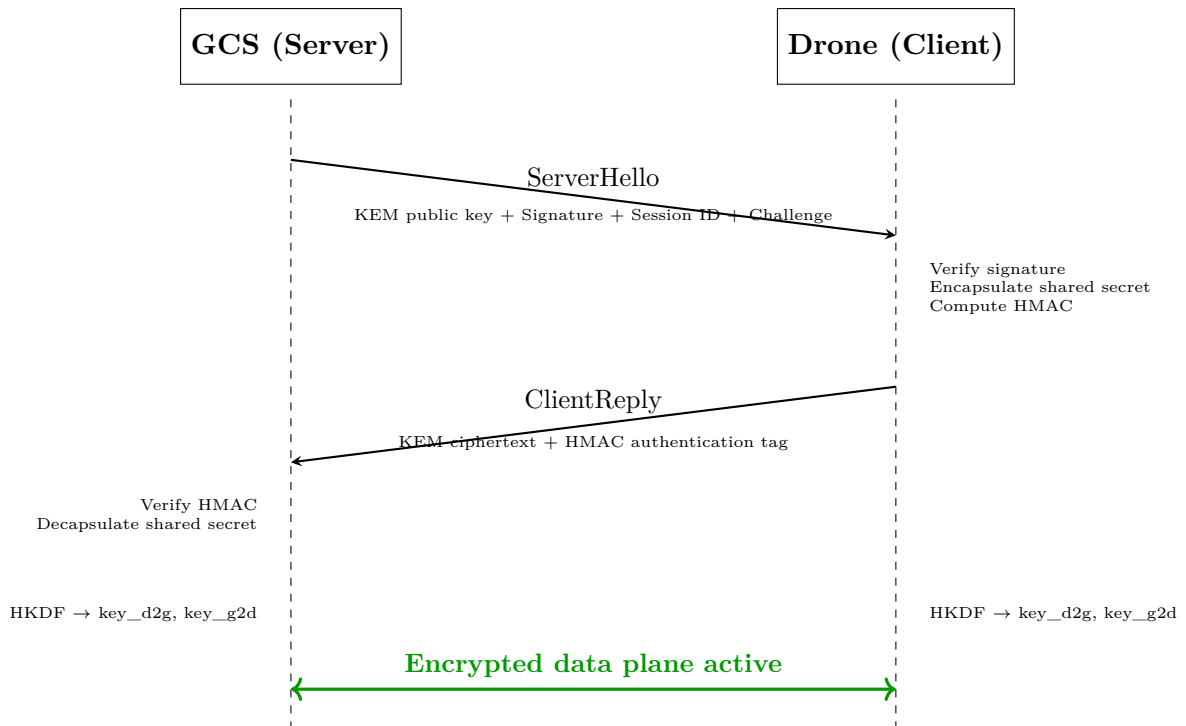 GCS (Server)
Drone (Client)
ServerHello
KEM public key + Signature + Session ID + Challenge
Verify signature
Encapsulate shared secret
Compute HMAC
ClientReply
KEM ciphertext + HMAC authentication tag
Verify HMAC
Decapsulate shared secret
HKDF → key_d2g, key_g2d
HKDF → key_d2g, key_g2d
Encrypted data plane active